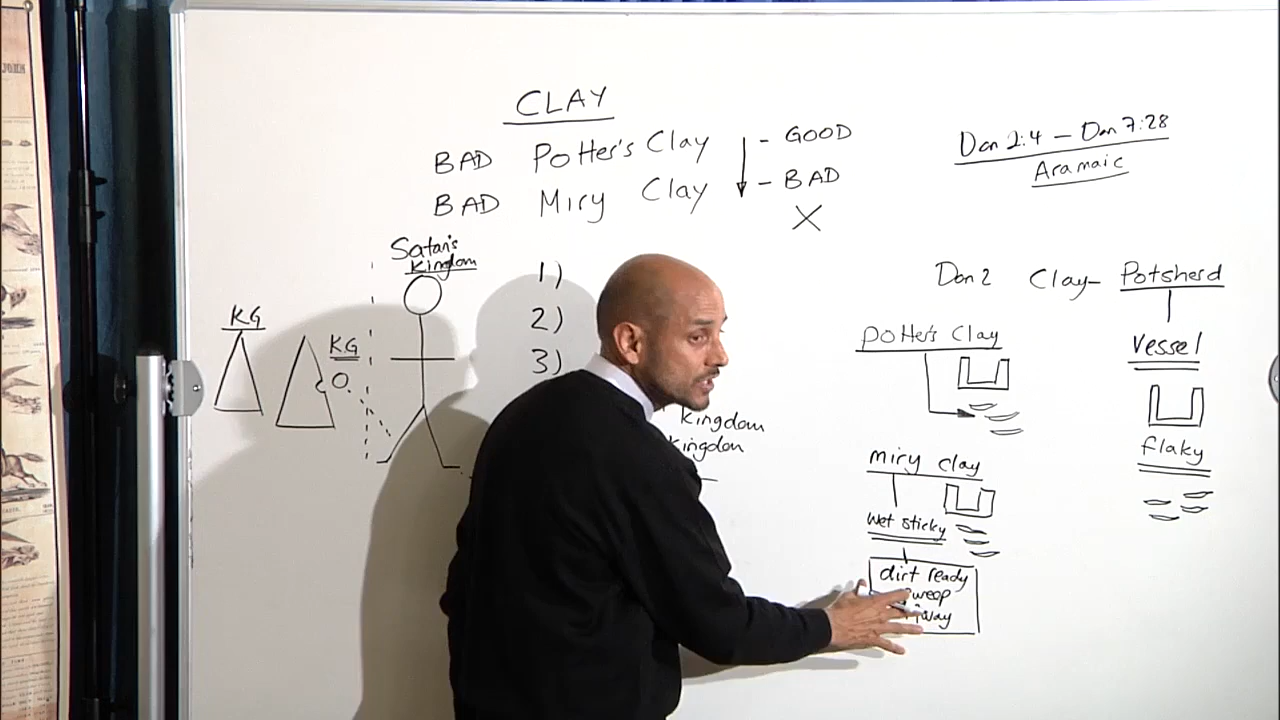 CLAY
BAD Potter's Clay - GOOD
BAD Miry Clay - BAD
X
Dan 2:4 - Dan 7:28
Aramaic
Satan's
Kingdom
KG
KG
1)
2)
3)
kingdom
kingdom
Dan 2 Clay- Potsherd
Potter's Clay
Vessel
flaky
miry clay
wet sticky
dirt ready